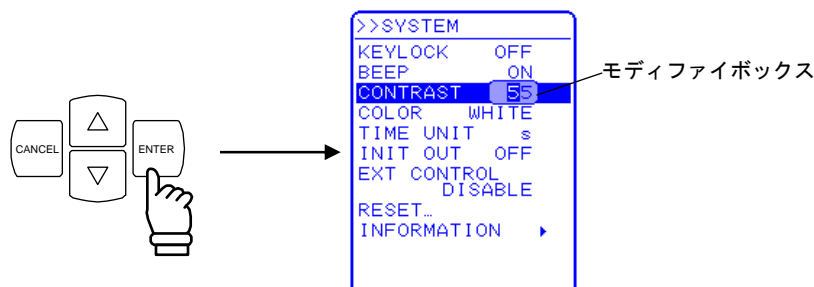 CANCEL
ENTER
>>SYSTEM
KEYLOCK OFF
BEEP ON
CONTRAST 55
COLOR WHITE
TIME UNIT s
INIT OUT OFF
EXT CONTROL
DISABLE
RESET…
INFORMATION
モディファイボックス